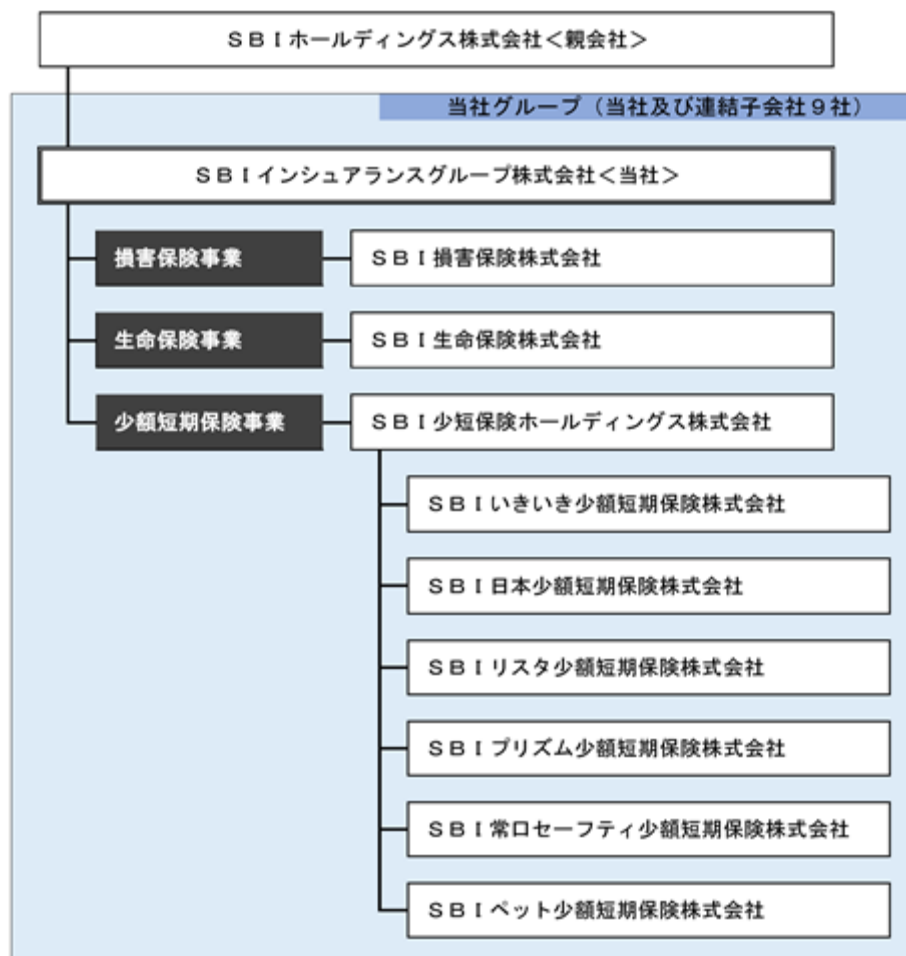 ＳＢＩホールディングス株式会社＜親会社＞
当社グループ（当社及び連結子会社９社）
ＳＢＩインシュアランスグループ株式会社＜当社＞
損害保険事業 ＳＢＩ損害保険株式会社
生命保険事業 ＳＢＩ生命保険株式会社
少額短期保険事業 ＳＢＩ少短保険ホールディングス株式会社
ＳＢＩいきいき少額短期保険株式会社
ＳＢＩ日本少額短期保険株式会社
ＳＢＩリスタ少額短期保険株式会社
ＳＢＩプリズム少額短期保険株式会社
ＳＢＩ常口セーフティ少額短期保険株式会社
ＳＢＩペット少額短期保険株式会社